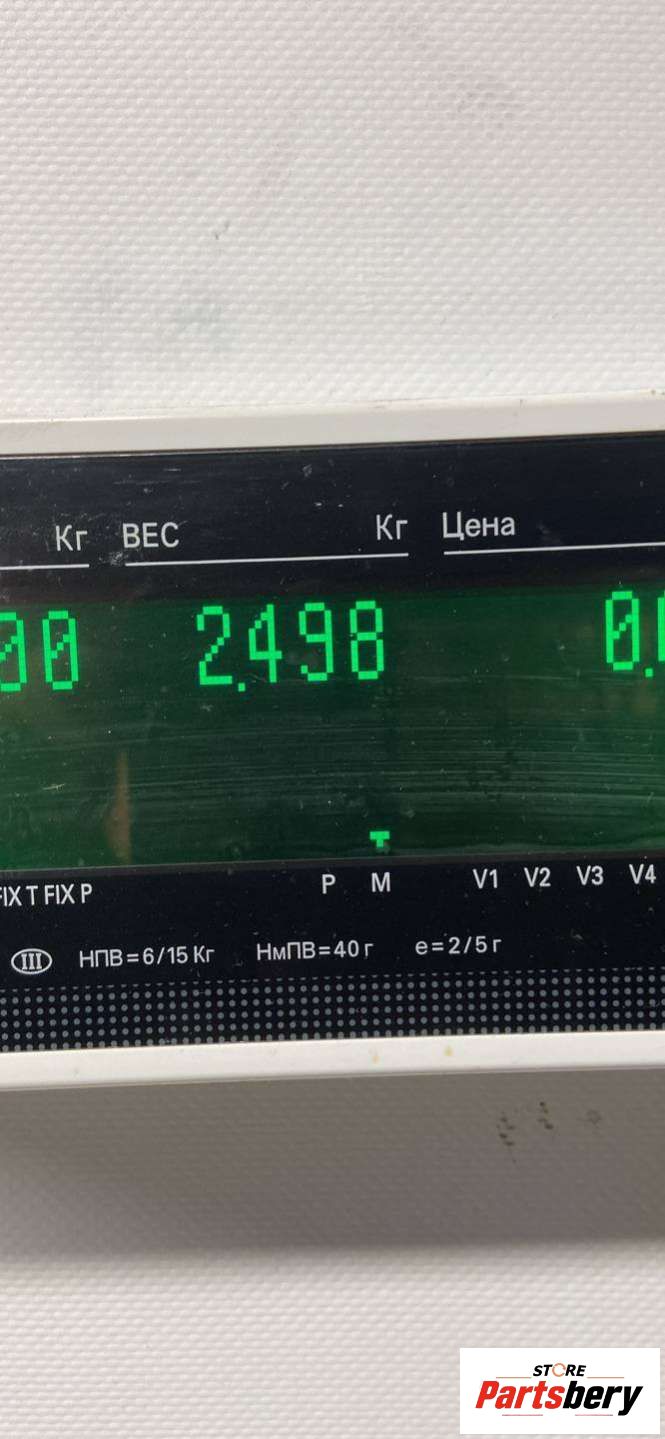 Кг ВЕС Кг Цена
00 2.498 0.
FIX T FIX P P M V1 V2 V3 V4
III НПВ=6/15 Кг НмПВ=40 г e=2/5 г
STORE
Partsbery